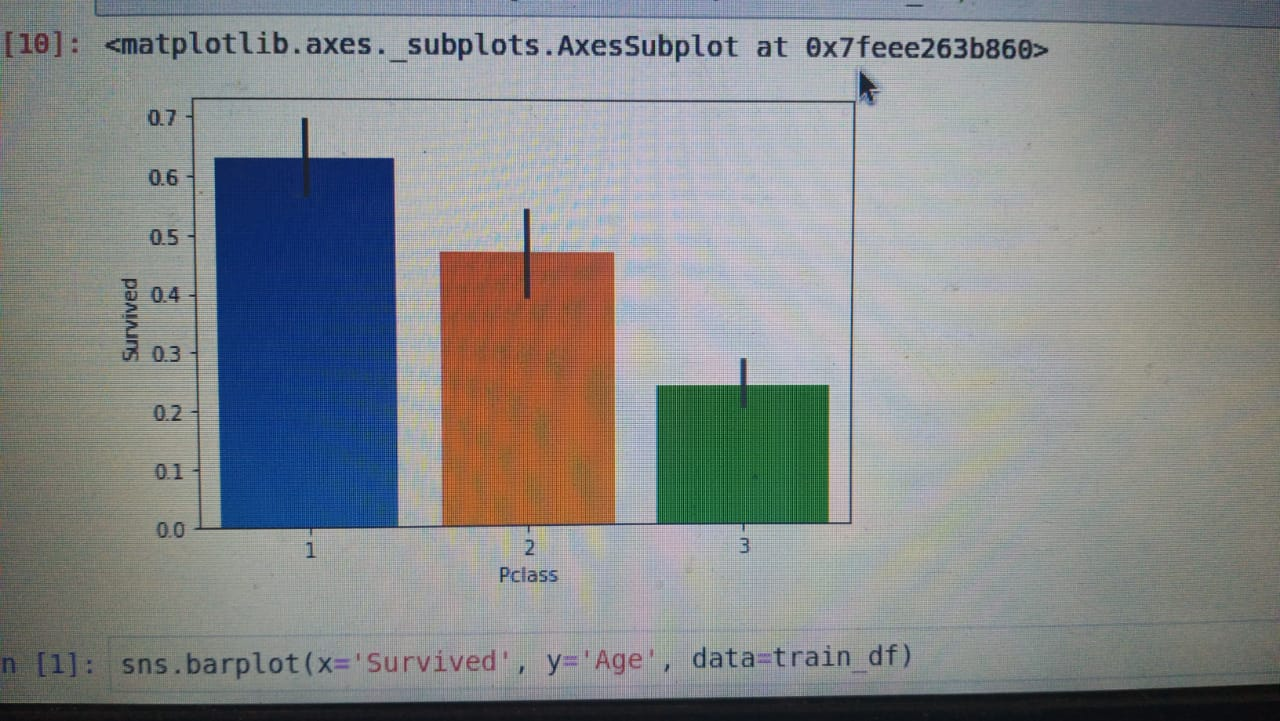 [10]: <matplotlib.axes._subplots.AxesSubplot at 0x7feee263b860>
0.7
0.6
0.5
0.4
0.3
0.2
0.1
0.0
Survived
1 2 3
Pclass
n [1]: sns.barplot(x='Survived', y='Age', data=train_df)